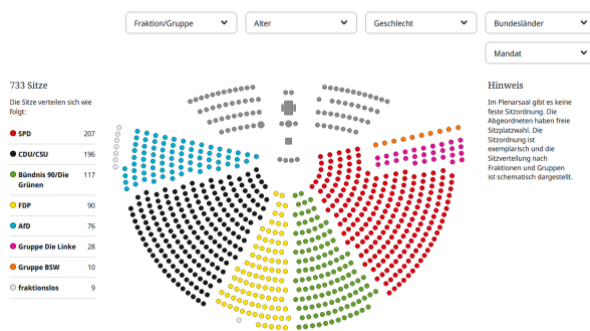 Fraktion/Gruppe
Alter
Geschlecht
Bundesländer
Mandat
733 Sitze
Die Sitze verteilen sich wie
folgt:
SPD 207
CDU/CSU 196
Bündnis 90/Die 117
Grünen
FDP 90
AfD 76
Gruppe Die Linke 28
Gruppe BSW 10
fraktionslos 9
Hinweis
Im Plenarsaal gibt es keine
feste Sitzordnung. Die
Abgeordneten haben freie
Sitzplatzwahl. Die
Sitzordnung ist
exemplarisch und die
Sitzverteilung nach
Fraktionen und Gruppen
ist schematisch dargestellt.